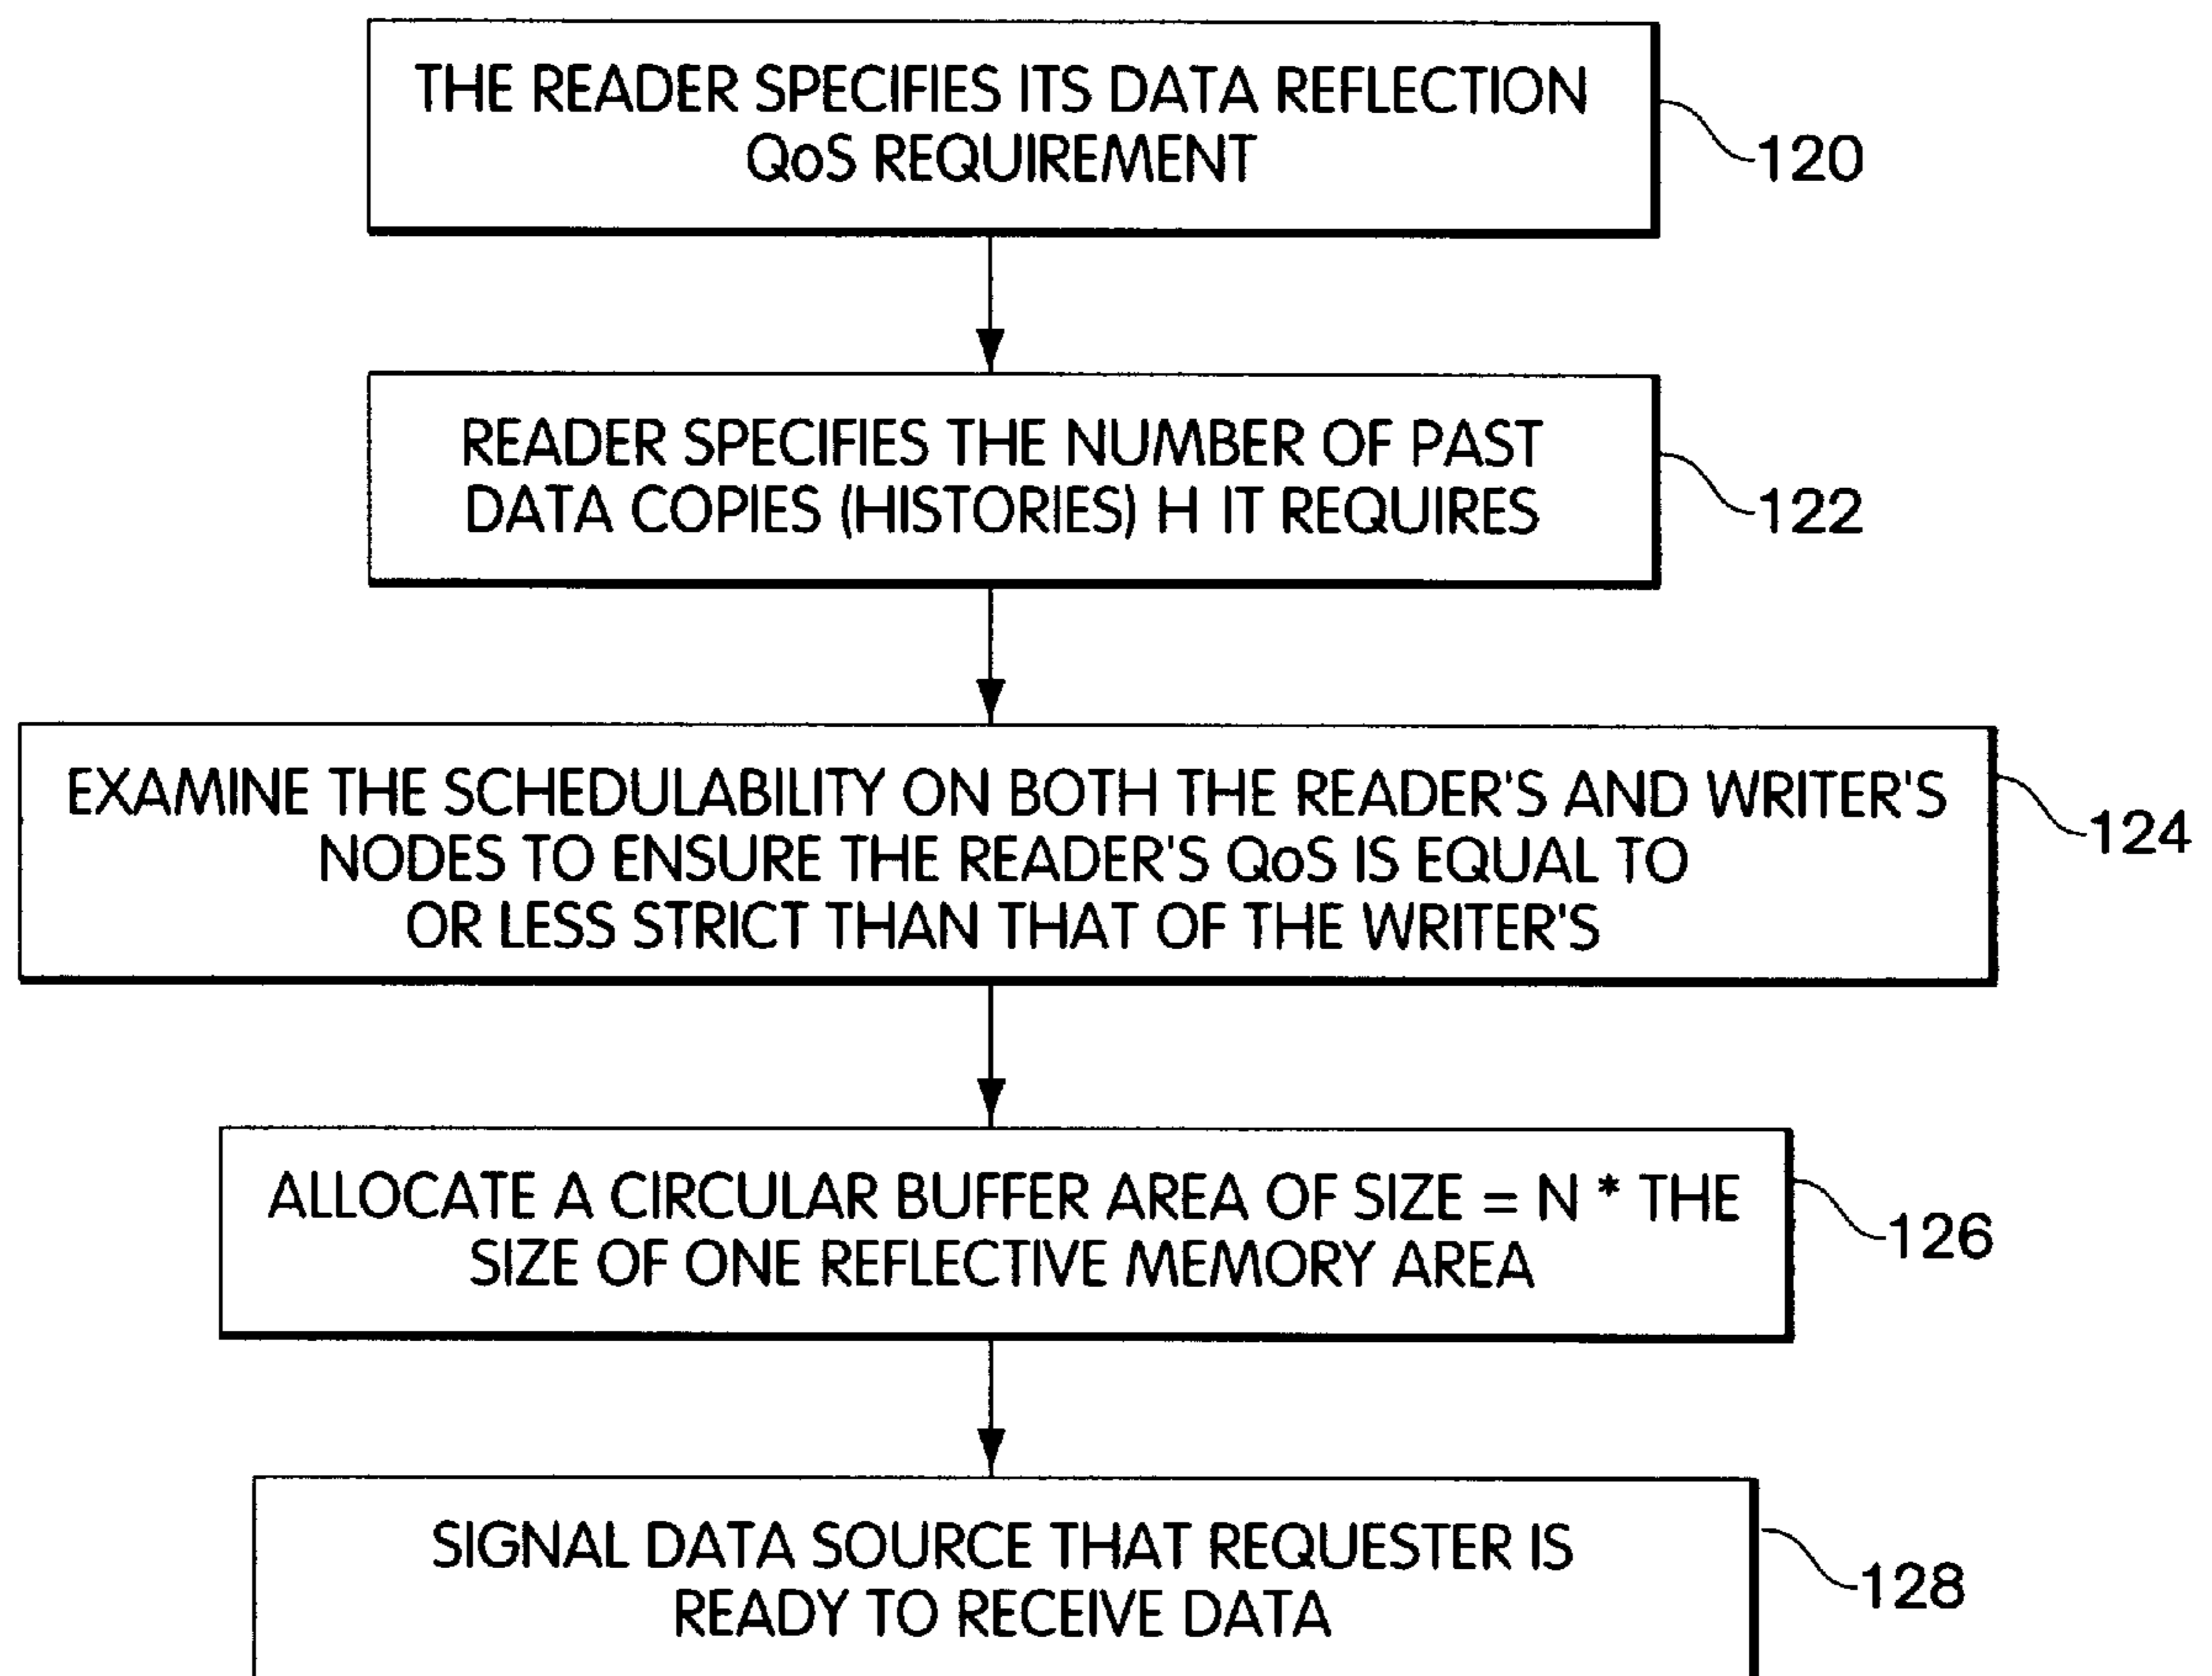 THE READER SPECIFIES ITS DATA REFLECTION
QoS REQUIREMENT
120
READER SPECIFIES THE NUMBER OF PAST
DATA COPIES (HISTORIES) H IT REQUIRES
122
EXAMINE THE SCHEDULABILITY ON BOTH THE READER'S AND WRITER'S
NODES TO ENSURE THE READER'S QoS IS EQUAL TO
OR LESS STRICT THAN THAT OF THE WRITER'S
124
ALLOCATE A CIRCULAR BUFFER AREA OF SIZE = N * THE
SIZE OF ONE REFLECTIVE MEMORY AREA
126
SIGNAL DATA SOURCE THAT REQUESTER IS
READY TO RECEIVE DATA
128